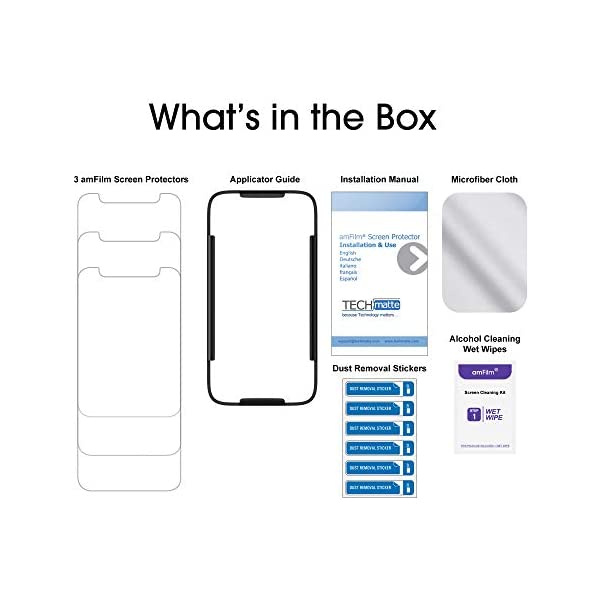 What's in the Box
3 amFilm Screen Protectors
Applicator Guide
Installation Manual
Microfiber Cloth
amFilm® Screen Protector
Installation & Use
English
Deutsche
Italiano
français
Español
TECHmatte
because Technology matters
Alcohol Cleaning
Wet Wipes
amFilm®
Screen Cleaning Kit
STEP
1
WET
WIPE
Dust Removal Stickers
DUST REMOVAL STICKER
DUST REMOVAL STICKER
DUST REMOVAL STICKER
DUST REMOVAL STICKER
DUST REMOVAL STICKER
DUST REMOVAL STICKER